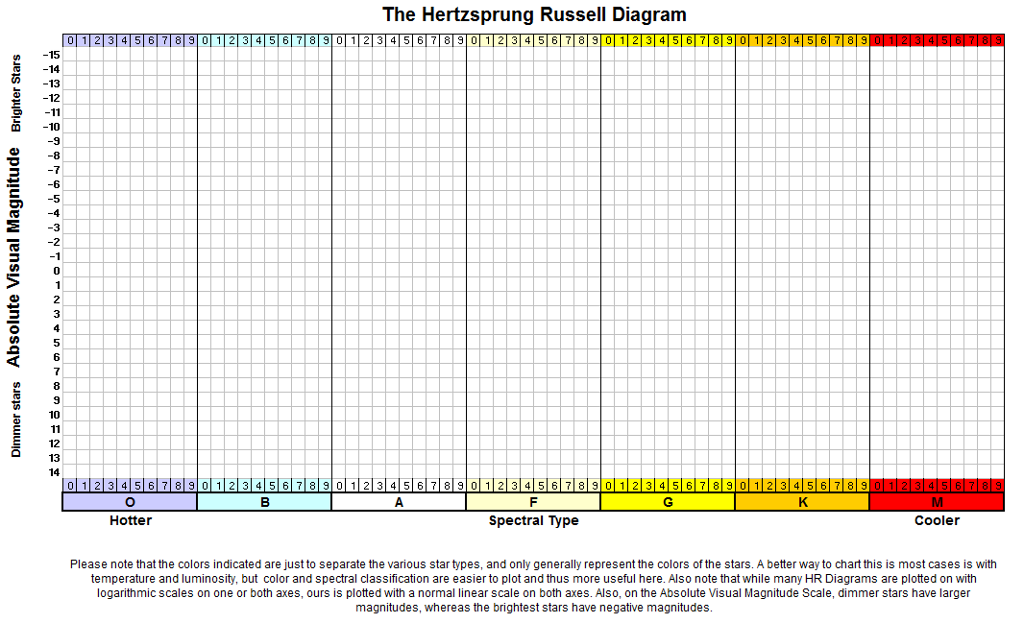 The Hertzsprung Russell Diagram
0 1 2 3 4 5 6 7 8 9 0 1 2 3 4 5 6 7 8 9 0 1 2 3 4 5 6 7 8 9 0 1 2 3 4 5 6 7 8 9 0 1 2 3 4 5 6 7 8 9 0 1 2 3 4 5 6 7 8 9 0 1 2 3 4 5 6 7 8 9
Brighter Stars
Absolute Visual Magnitude
Dimmer stars
-15
-14
-13
-12
-11
-10
-9
-8
-7
-6
-5
-4
-3
-2
-1
0
1
2
3
4
5
6
7
8
9
10
11
12
13
14
0 1 2 3 4 5 6 7 8 9 0 1 2 3 4 5 6 7 8 9 0 1 2 3 4 5 6 7 8 9 0 1 2 3 4 5 6 7 8 9 0 1 2 3 4 5 6 7 8 9 0 1 2 3 4 5 6 7 8 9 0 1 2 3 4 5 6 7 8 9
O B A F G K M
Hotter Spectral Type Cooler
Please note that the colors indicated are just to separate the various star types, and only generally represent the colors of the stars. A better way to chart this is most cases is with
temperature and luminosity, but color and spectral classification are easier to plot and thus more useful here. Also note that while many HR Diagrams are plotted on with
logarithmic scales on one or both axes, ours is plotted with a normal linear scale on both axes. Also, on the Absolute Visual Magnitude Scale, dimmer stars have larger
magnitudes, whereas the brightest stars have negative magnitudes.